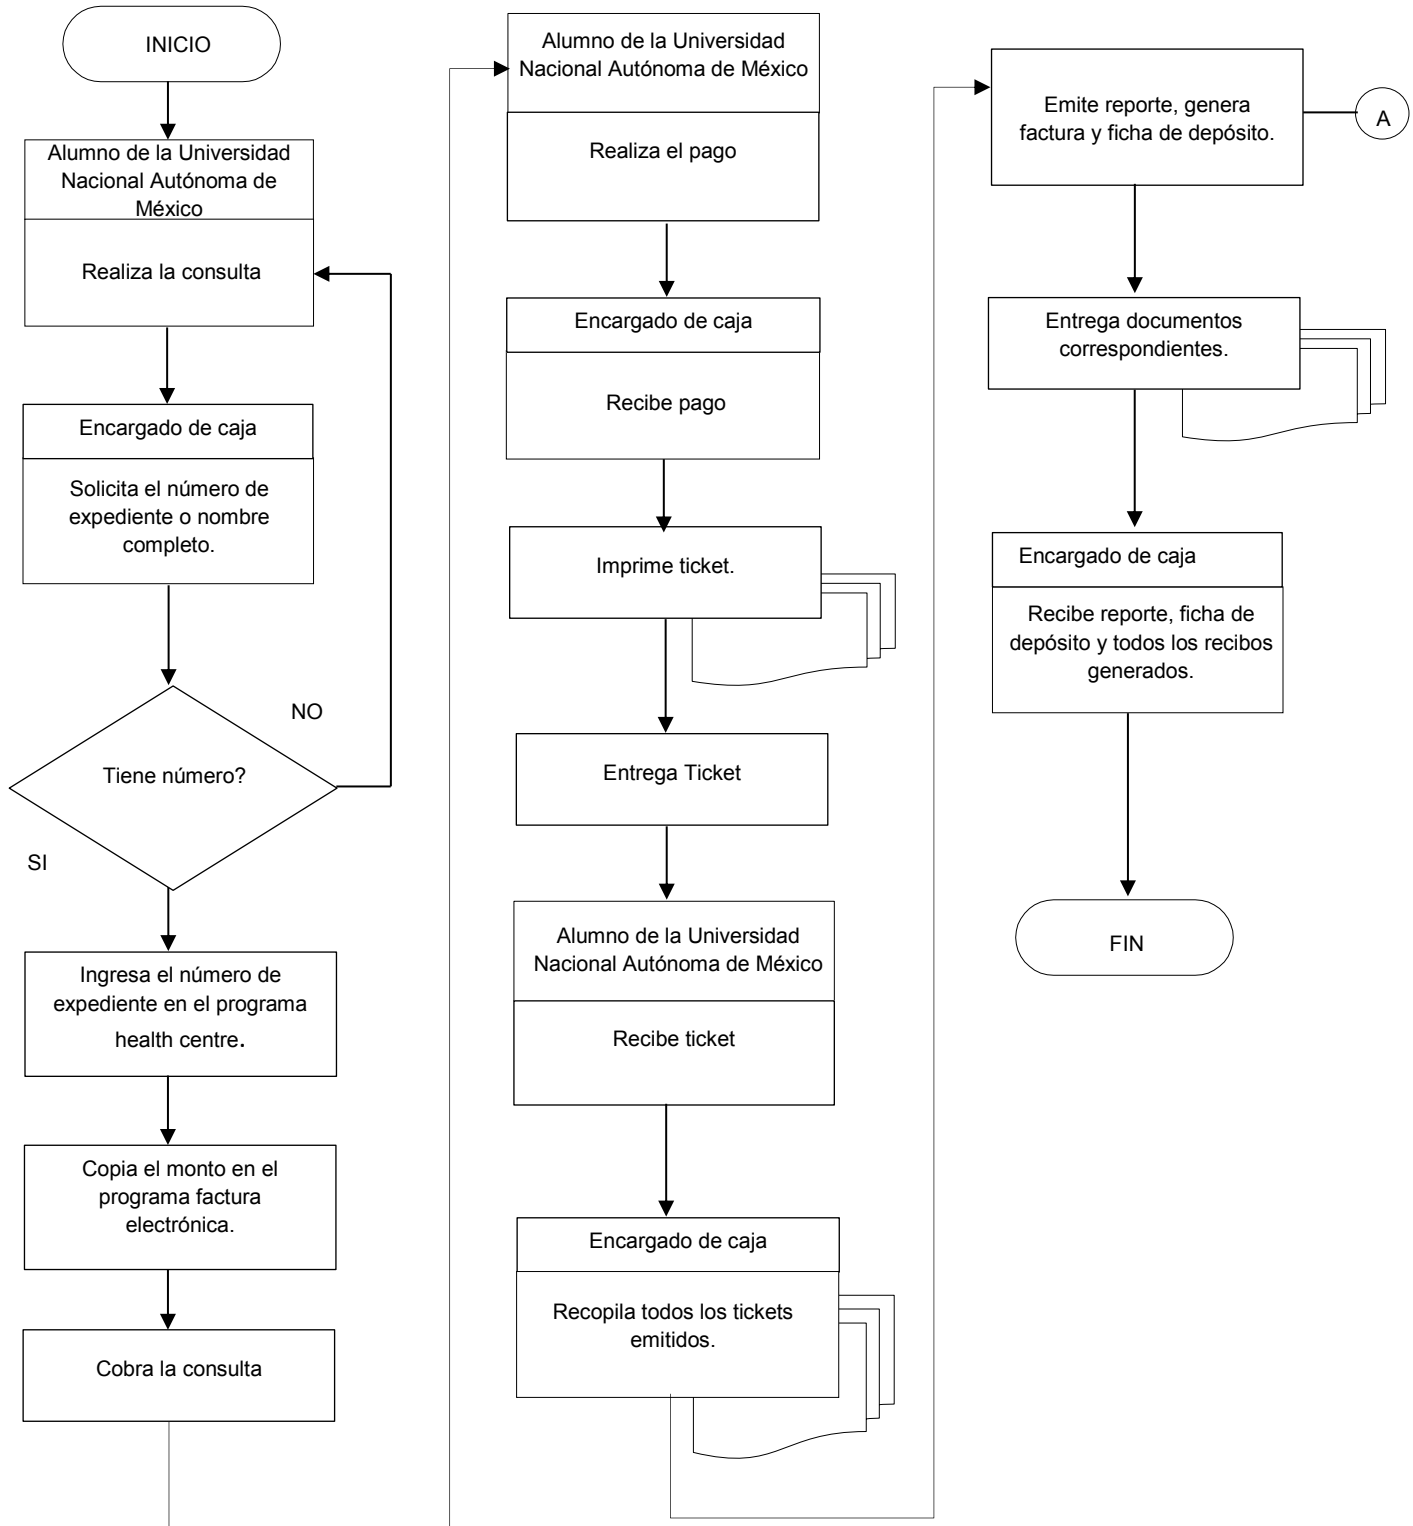 INICIO
Alumno de la Universidad
Nacional Autónoma de
México
Realiza la consulta
Encargado de caja
Solicita el número de
expediente o nombre
completo.
NO
Tiene número?
SI
Ingresa el número de
expediente en el programa
health centre.
Copia el monto en el
programa factura
electrónica.
Cobra la consulta
Alumno de la Universidad
Nacional Autónoma de México
Realiza el pago
Encargado de caja
Recibe pago
Imprime ticket.
Entrega Ticket
Alumno de la Universidad
Nacional Autónoma de México
Recibe ticket
Encargado de caja
Recopila todos los tickets
emitidos.
Emite reporte, genera
factura y ficha de depósito.
A
Entrega documentos
correspondientes.
Encargado de caja
Recibe reporte, ficha de
depósito y todos los recibos
generados.
FIN